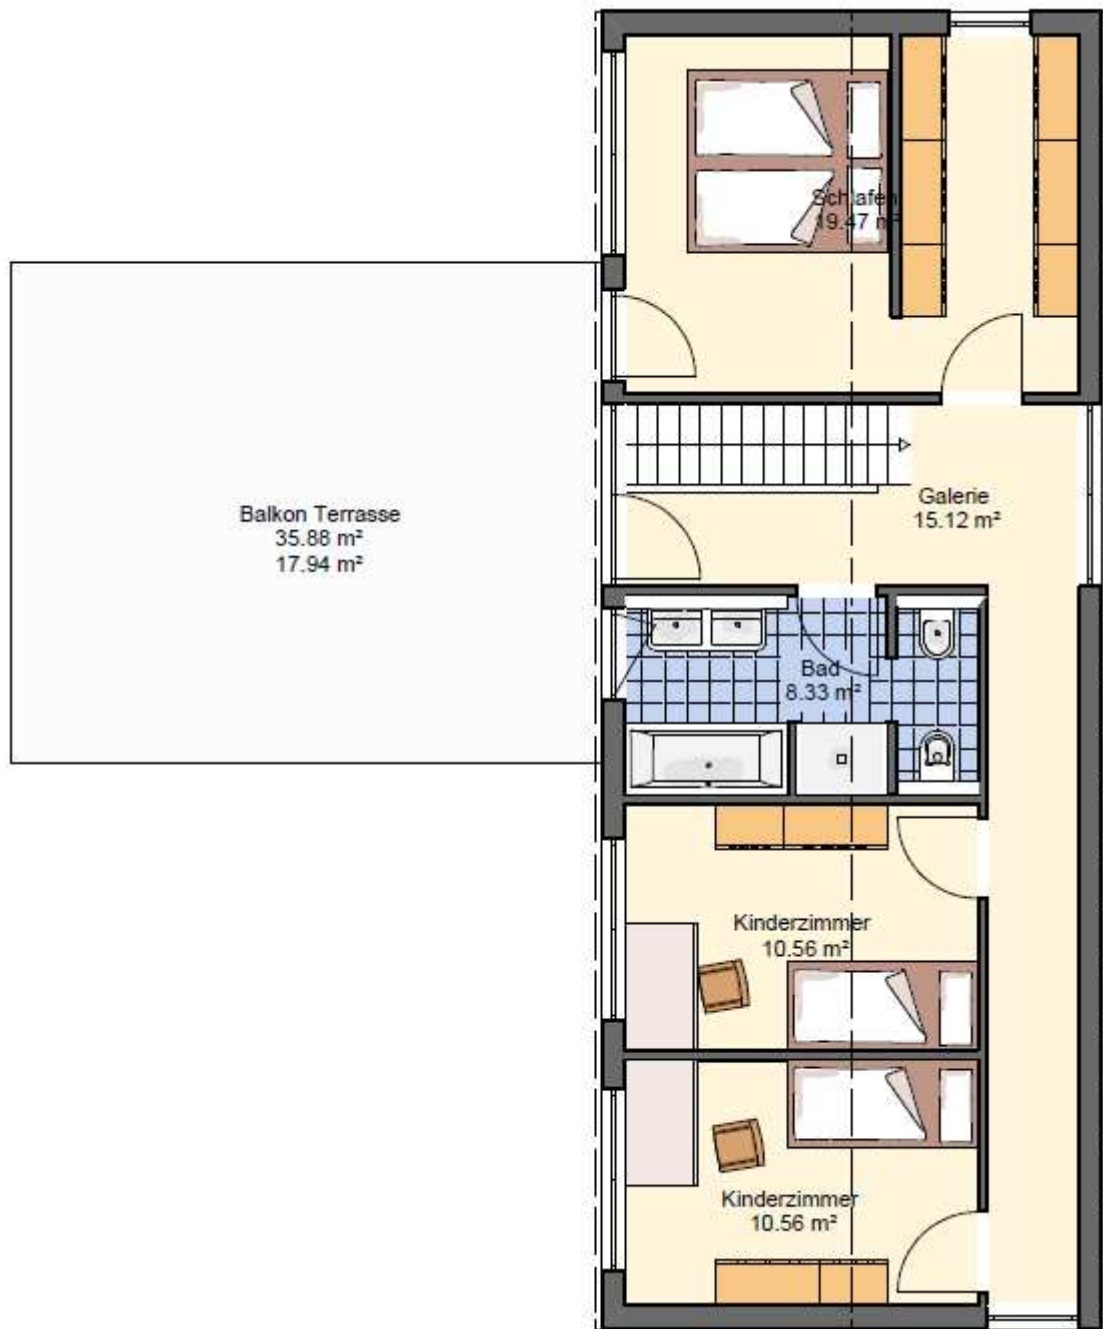 Schlafen
19.47 m²
Balkon Terrasse
35.88 m²
17.94 m²
Galerie
15.12 m²
Bad
8.33 m²
Kinderzimmer
10.56 m²
Kinderzimmer
10.56 m²